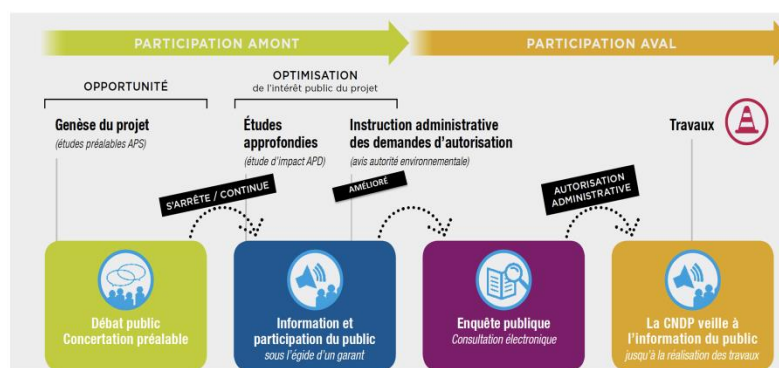 PARTICIPATION AMONT
PARTICIPATION AVAL
OPPORTUNITÉ
OPTIMISATION
de l'intérêt public du projet
Genèse du projet
(études préalables APS)
Études
approfondies
(étude d'impact APD)
Instruction administrative
des demandes d'autorisation
(avis autorité environnementale)
Travaux
S'ARRÊTE / CONTINUE
AMÉLIORÉ
AUTORISATION
ADMINISTRATIVE
Débat public
Concertation préalable
Information et
participation du public
sous l'égide d'un garant
Enquête publique
Consultation électronique
La CNDP veille à
l'information du public
jusqu'à la réalisation des travaux